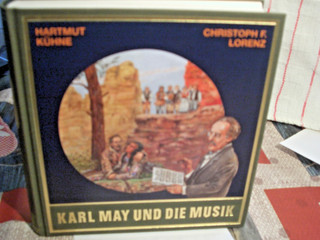 HARTMUT
KÜHNE
CHRISTOPH F.
LORENZ
KARL MAY UND DIE MUSIK